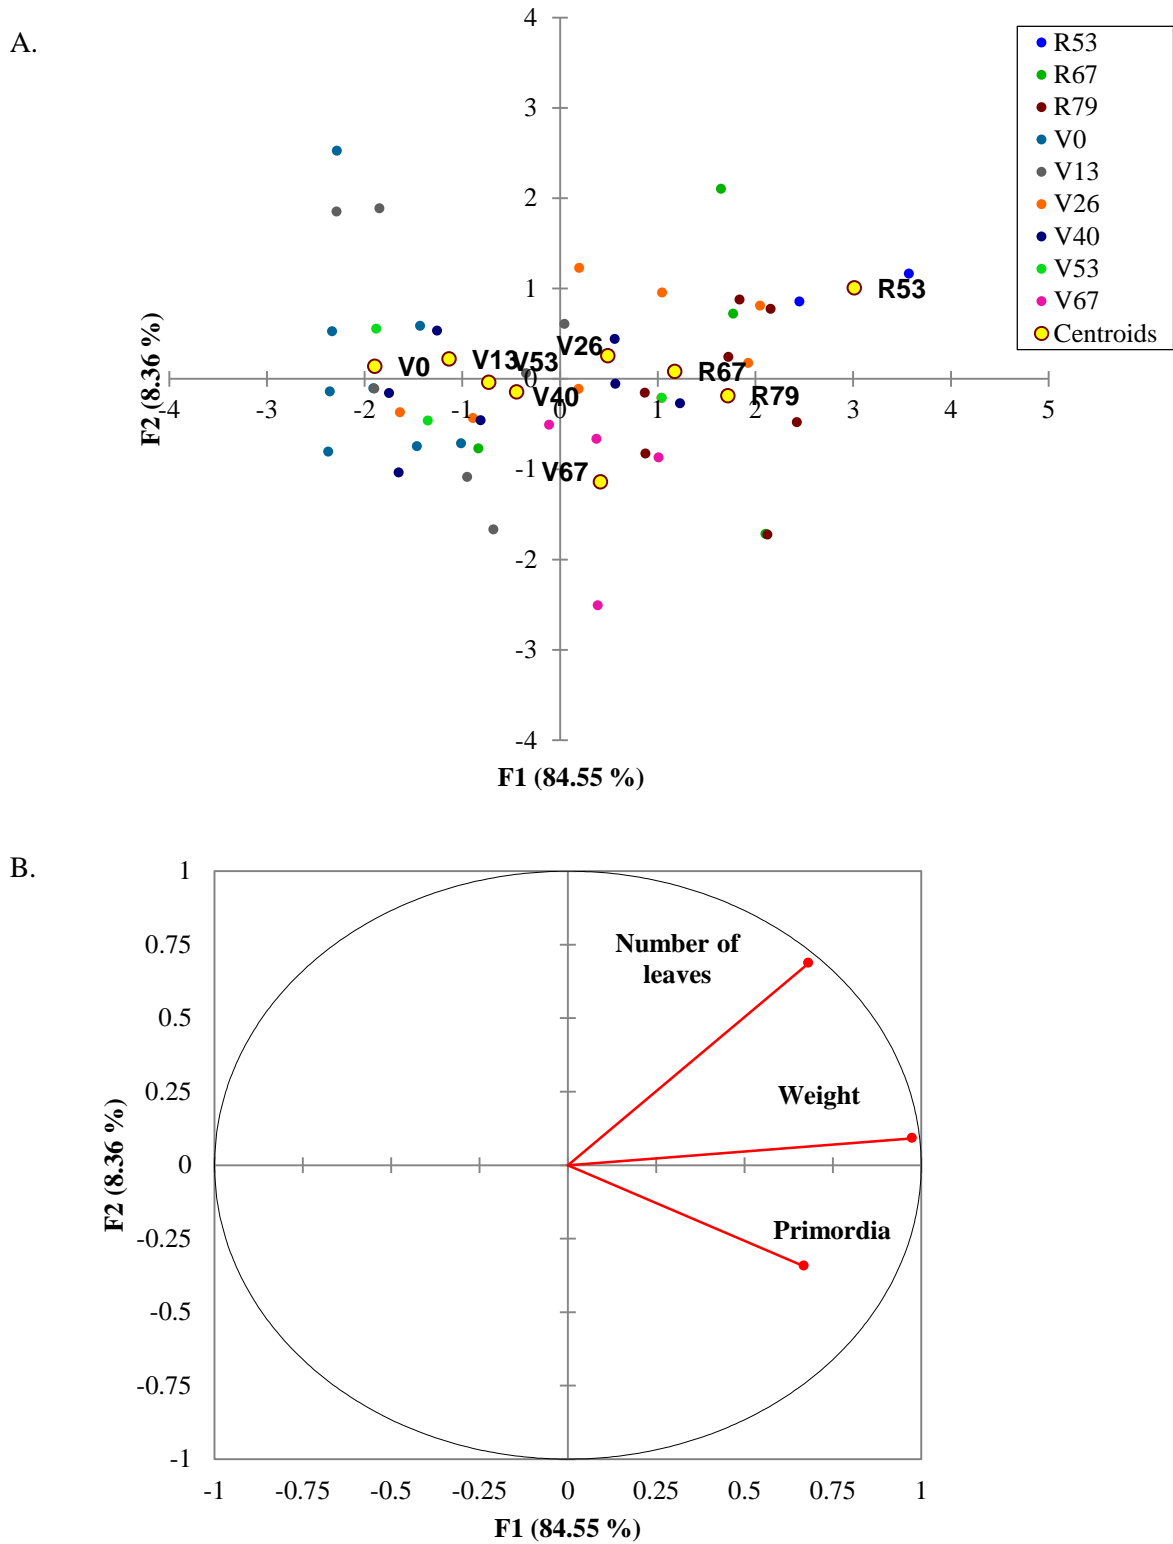 A.
4
3
2
1
0
-1
-2
-3
-4
-4
-3
-2
-1
0
1
2
3
4
5
F2 (8.36 %)
F1 (84.55 %)
V0
V13
V53
V40
V26
V67
R67
R79
R53
R53
R67
R79
V0
V13
V26
V40
V53
V67
Centroids
B.
1
0.75
0.5
0.25
0
-0.25
-0.5
-0.75
-1
-1
-0.75
-0.5
-0.25
0
0.25
0.5
0.75
1
F2 (8.36 %)
F1 (84.55 %)
Number of
leaves
Weight
Primordia